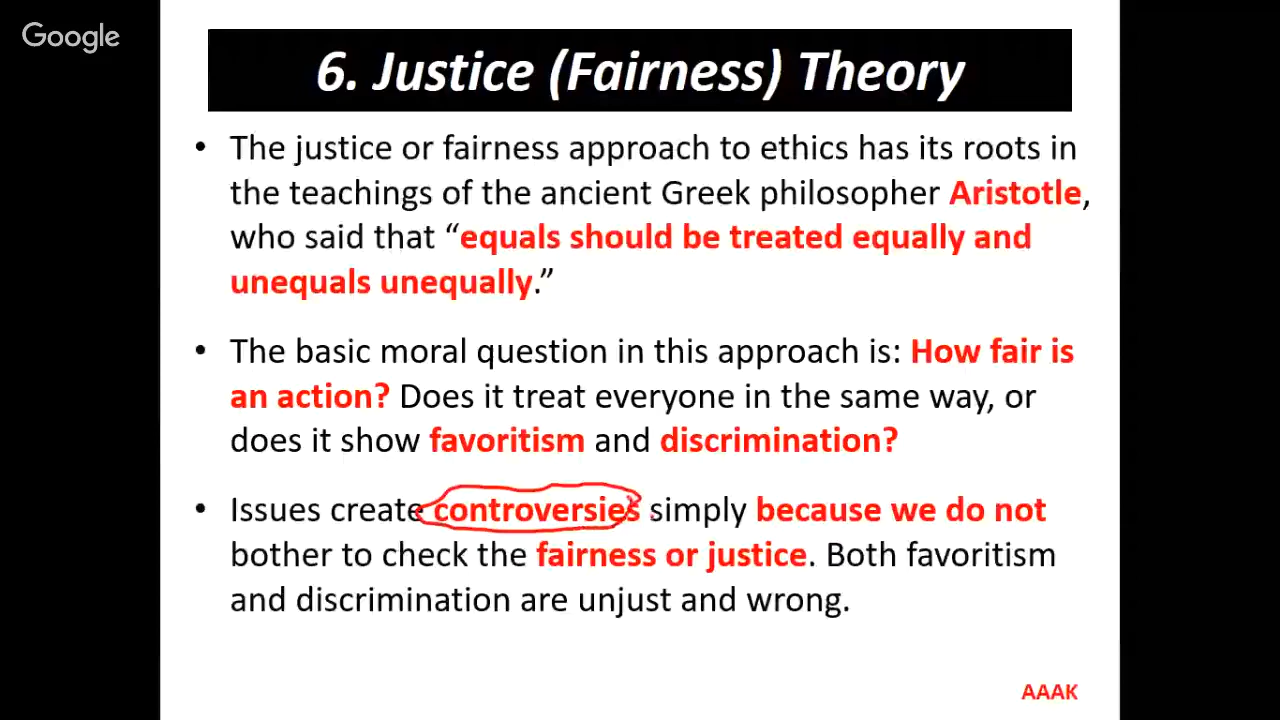 Google
6. Justice (Fairness) Theory
• The justice or fairness approach to ethics has its roots in
the teachings of the ancient Greek philosopher Aristotle,
who said that “equals should be treated equally and
unequals unequally.”
• The basic moral question in this approach is: How fair is
an action? Does it treat everyone in the same way, or
does it show favoritism and discrimination?
• Issues create controversies simply because we do not
bother to check the fairness or justice. Both favoritism
and discrimination are unjust and wrong.
AAAK